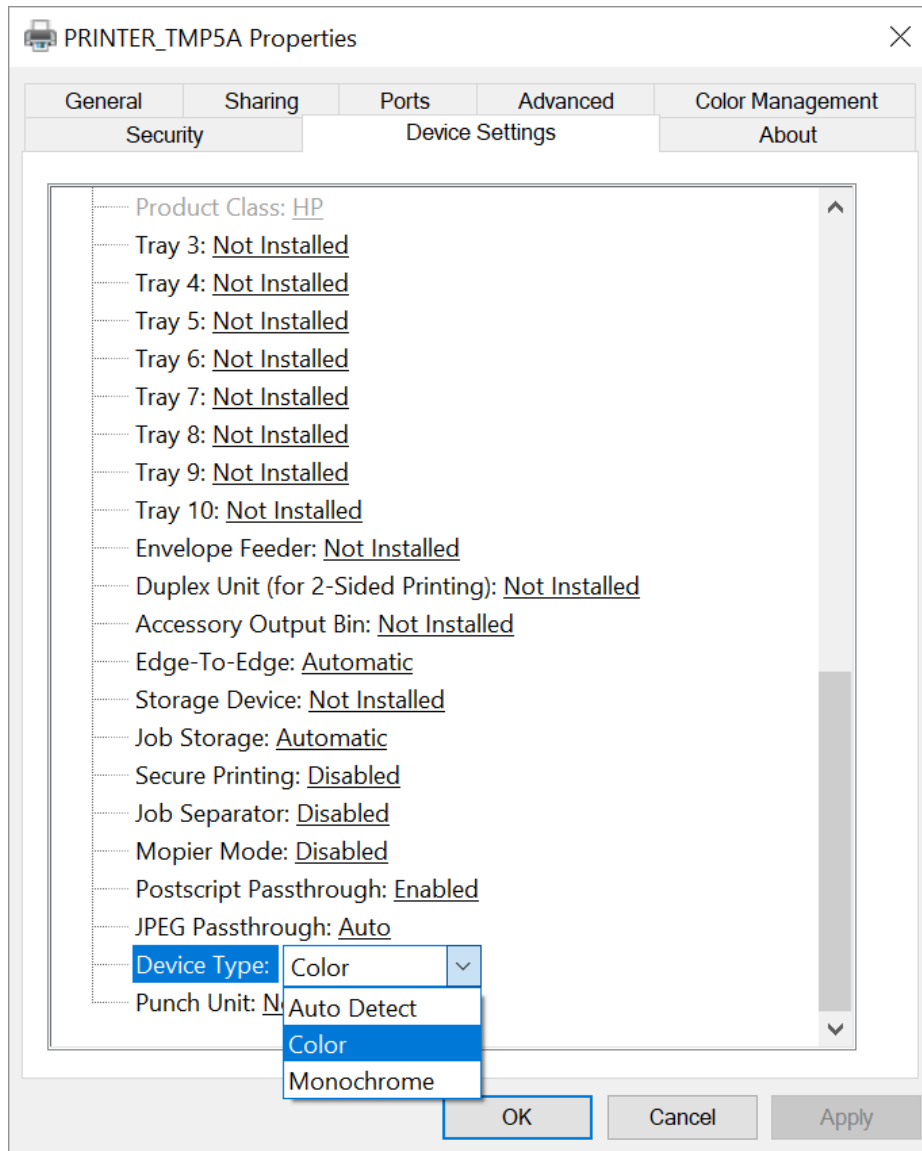 PRINTER_TMP5A Properties
General Sharing Ports Advanced Color Management
Security Device Settings About
Product Class: HP
Tray 3: Not Installed
Tray 4: Not Installed
Tray 5: Not Installed
Tray 6: Not Installed
Tray 7: Not Installed
Tray 8: Not Installed
Tray 9: Not Installed
Tray 10: Not Installed
Envelope Feeder: Not Installed
Duplex Unit (for 2-Sided Printing): Not Installed
Accessory Output Bin: Not Installed
Edge-To-Edge: Automatic
Storage Device: Not Installed
Job Storage: Automatic
Secure Printing: Disabled
Job Separator: Disabled
Mopier Mode: Disabled
Postscript Passthrough: Enabled
JPEG Passthrough: Auto
Device Type: Color
Punch Unit:
Auto Detect
Color
Monochrome
OK Cancel Apply